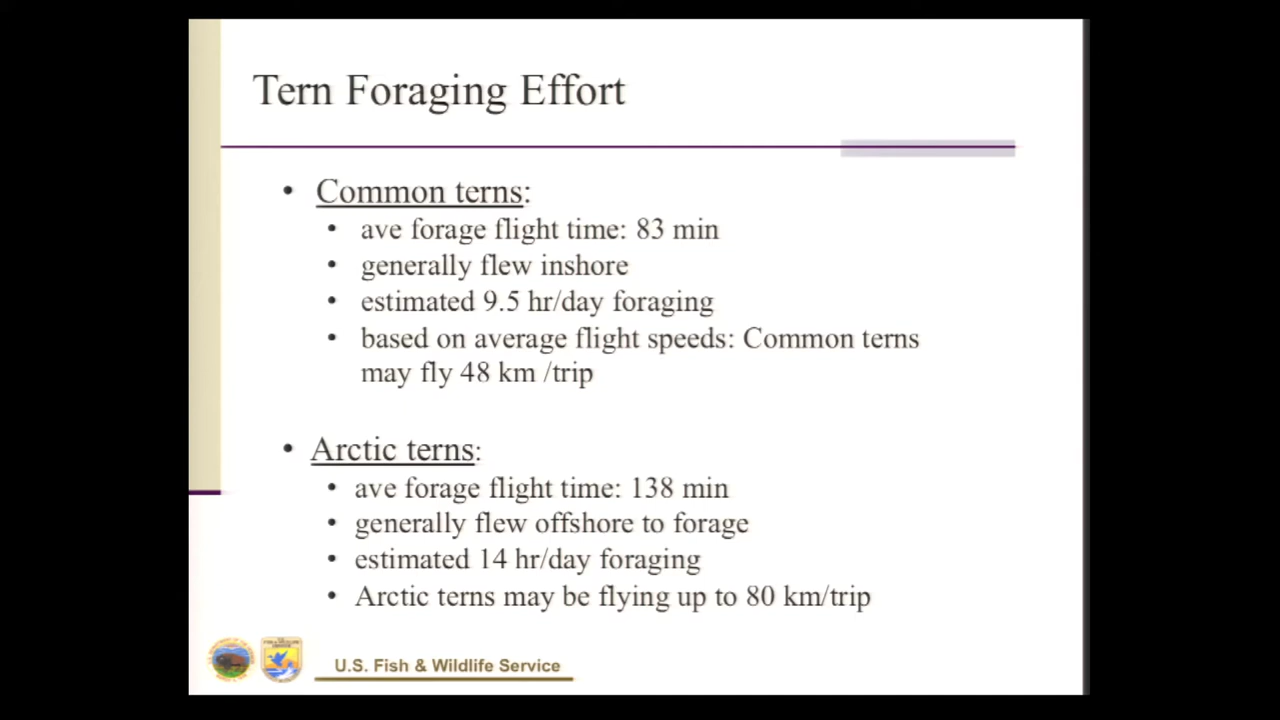 Tern Foraging Effort
• Common terns:
• ave forage flight time: 83 min
• generally flew inshore
• estimated 9.5 hr/day foraging
• based on average flight speeds: Common terns
may fly 48 km /trip
• Arctic terns:
• ave forage flight time: 138 min
• generally flew offshore to forage
• estimated 14 hr/day foraging
• Arctic terns may be flying up to 80 km/trip
U.S. Fish & Wildlife Service